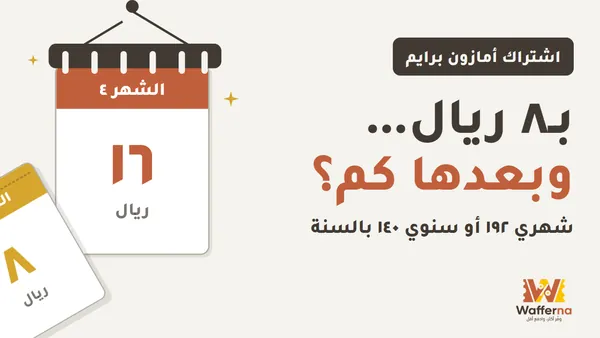 اشتراك أمازون برايم
بـ٨ ريال...
وبعدها كم؟
شهري ١٩٢ أو سنوي ١٤٠ بالسنة
الشهر ٤
١٦
ريال
٨
ريال
Wafferna